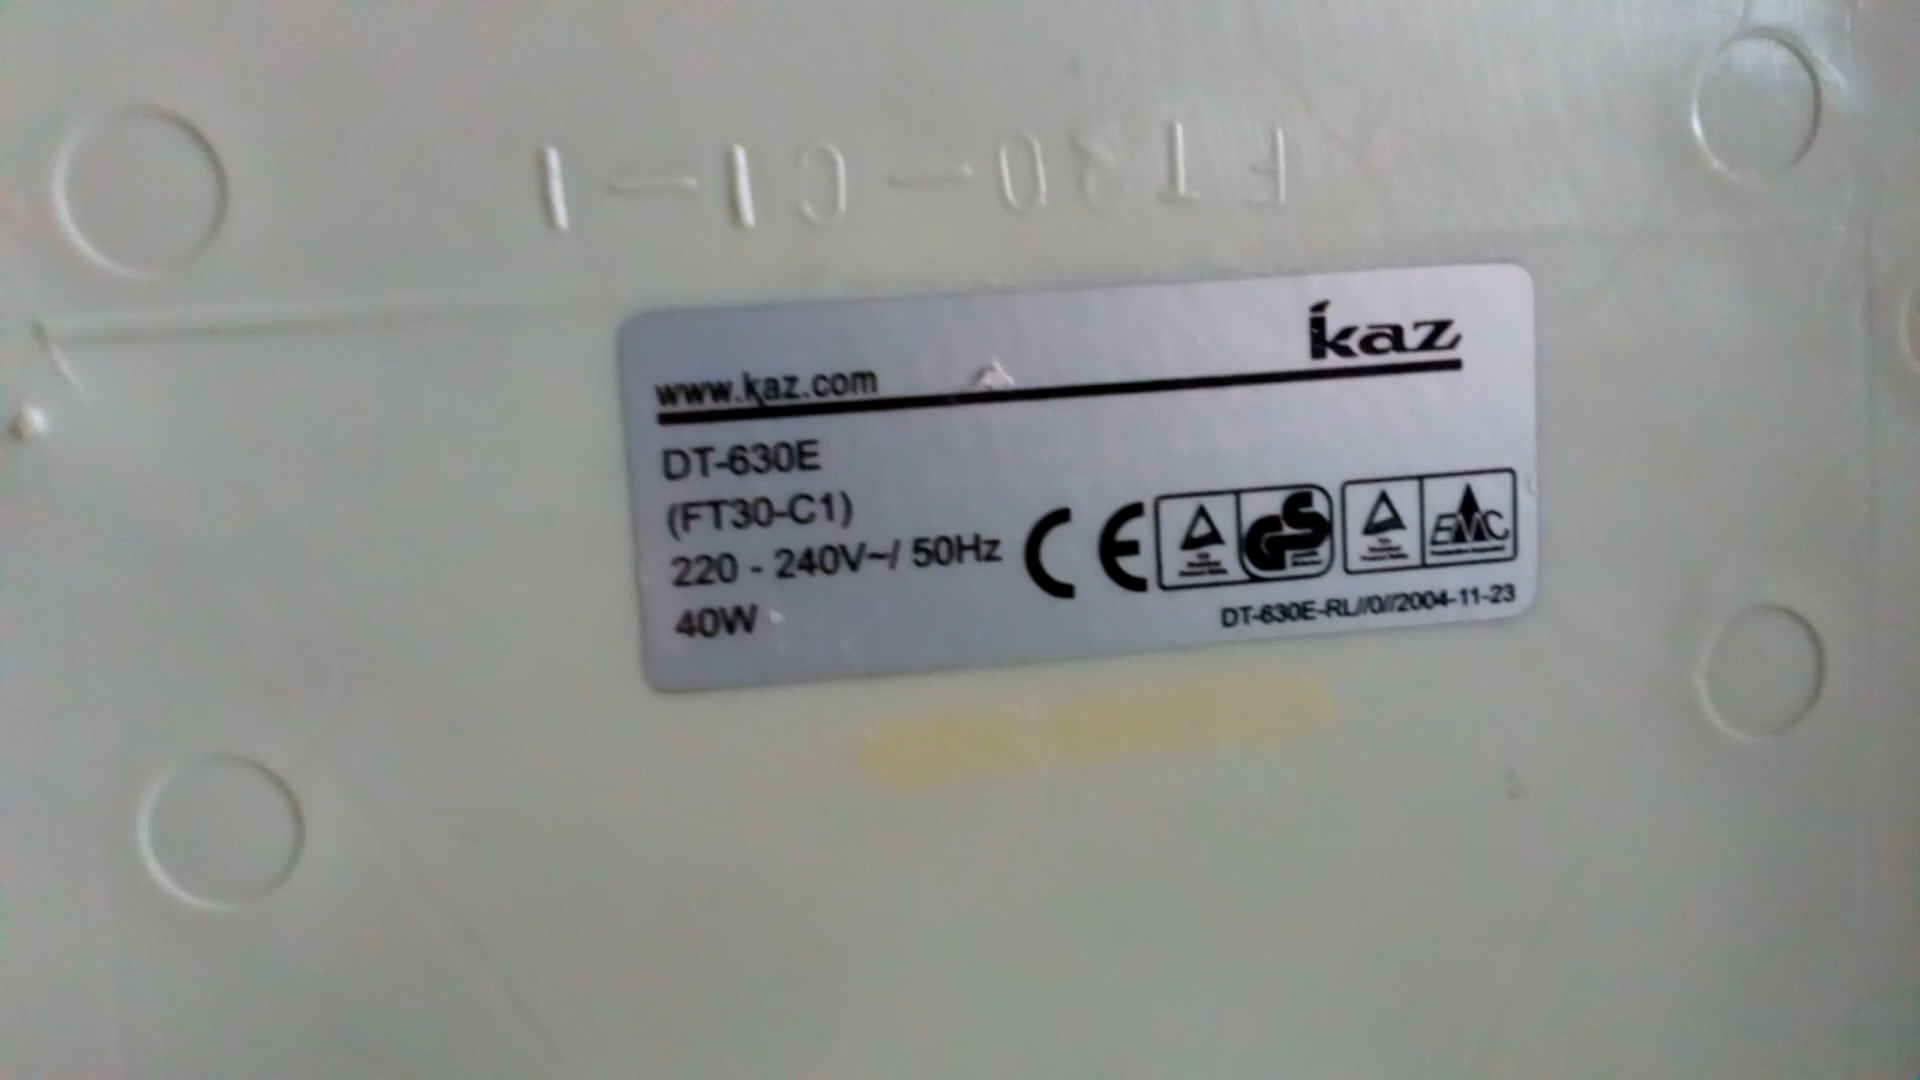 FT30-C1-1
kaz
www.kaz.com
DT-630E
(FT30-C1)
220 - 240V~/ 50Hz
40W
CE
GS
EMC
DT-630E-RL//0//2004-11-23